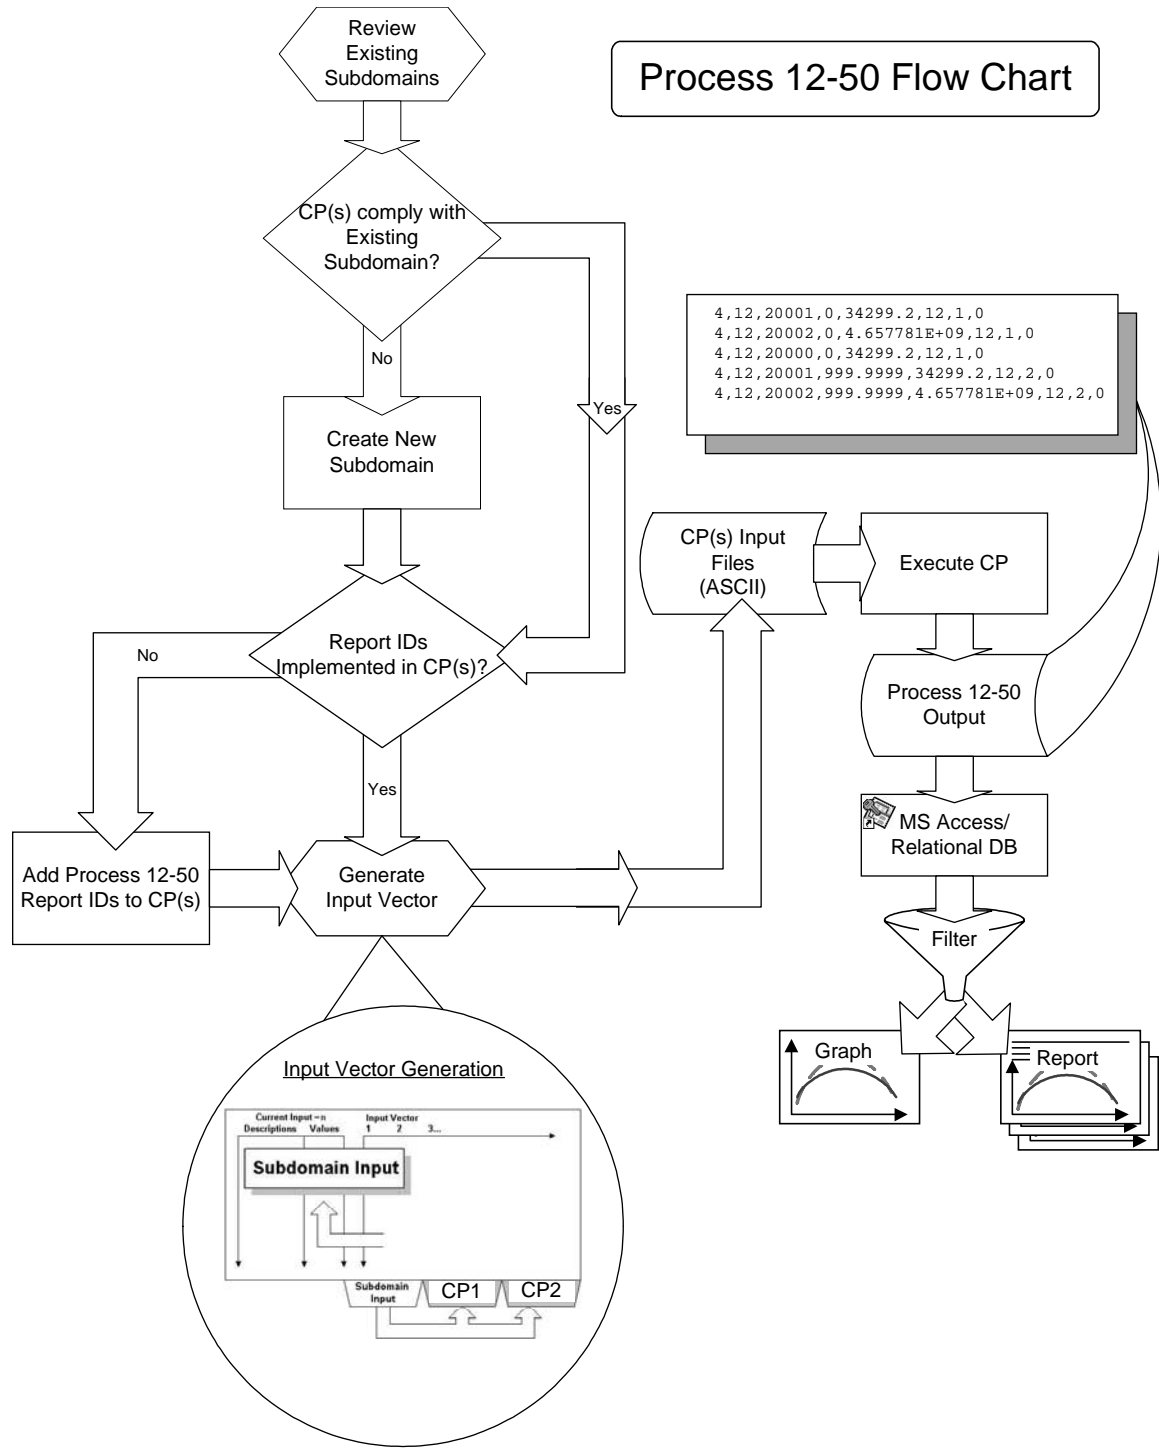 Review
Existing
Subdomains
Process 12-50 Flow Chart
CP(s) comply with
Existing
Subdomain?
No
Yes
4,12,20001,0,34299.2,12,1,0
4,12,20002,0,4.657781E+09,12,1,0
4,12,20000,0,34299.2,12,1,0
4,12,20001,999.9999,34299.2,12,2,0
4,12,20002,999.9999,4.657781E+09,12,2,0
Create New
Subdomain
CP(s) Input
Files
(ASCII)
Execute CP
Report IDs
Implemented in CP(s)?
No
Yes
Process 12-50
Output
MS Access/
Relational DB
Add Process 12-50
Report IDs to CP(s)
Generate
Input Vector
Filter
Graph
Report
Input Vector Generation
Current Input – n
Descriptions Values
Input Vector
1 2 3...
Subdomain Input
Subdomain
Input
CP1
CP2